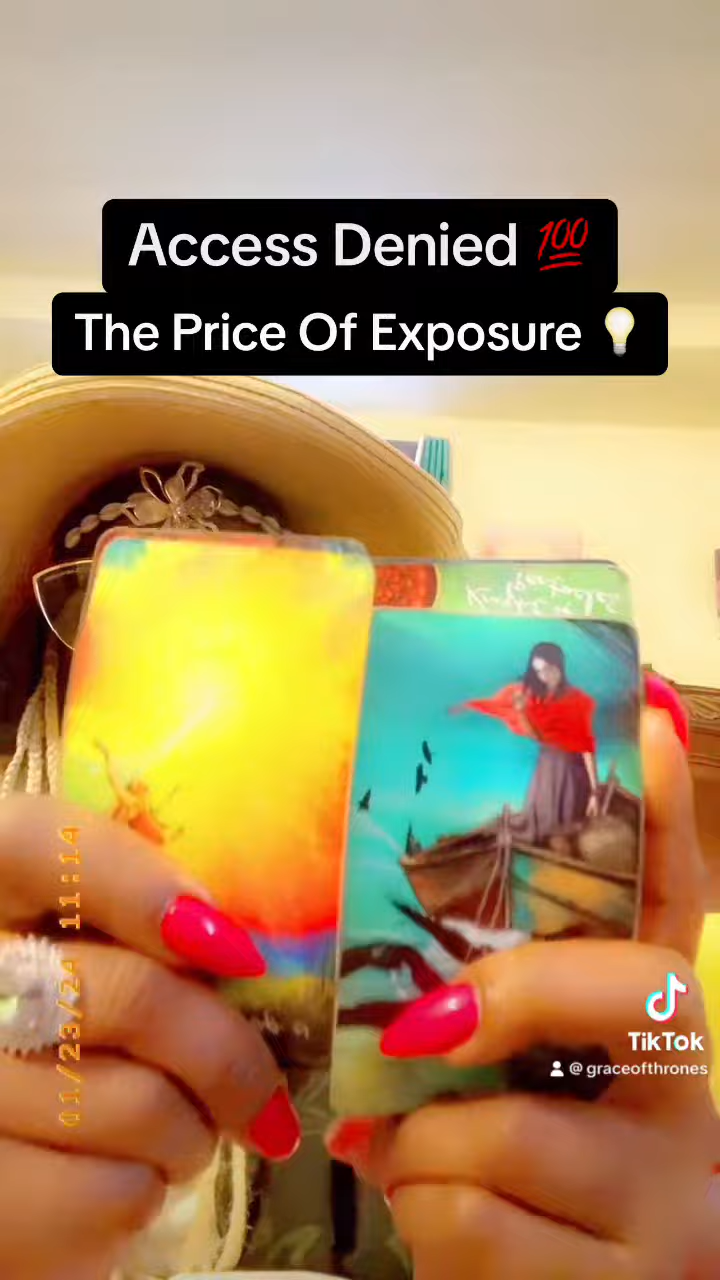 Access Denied 💯
The Price Of Exposure 💡
01/23/24 11:14
TikTok
@graceofthrones